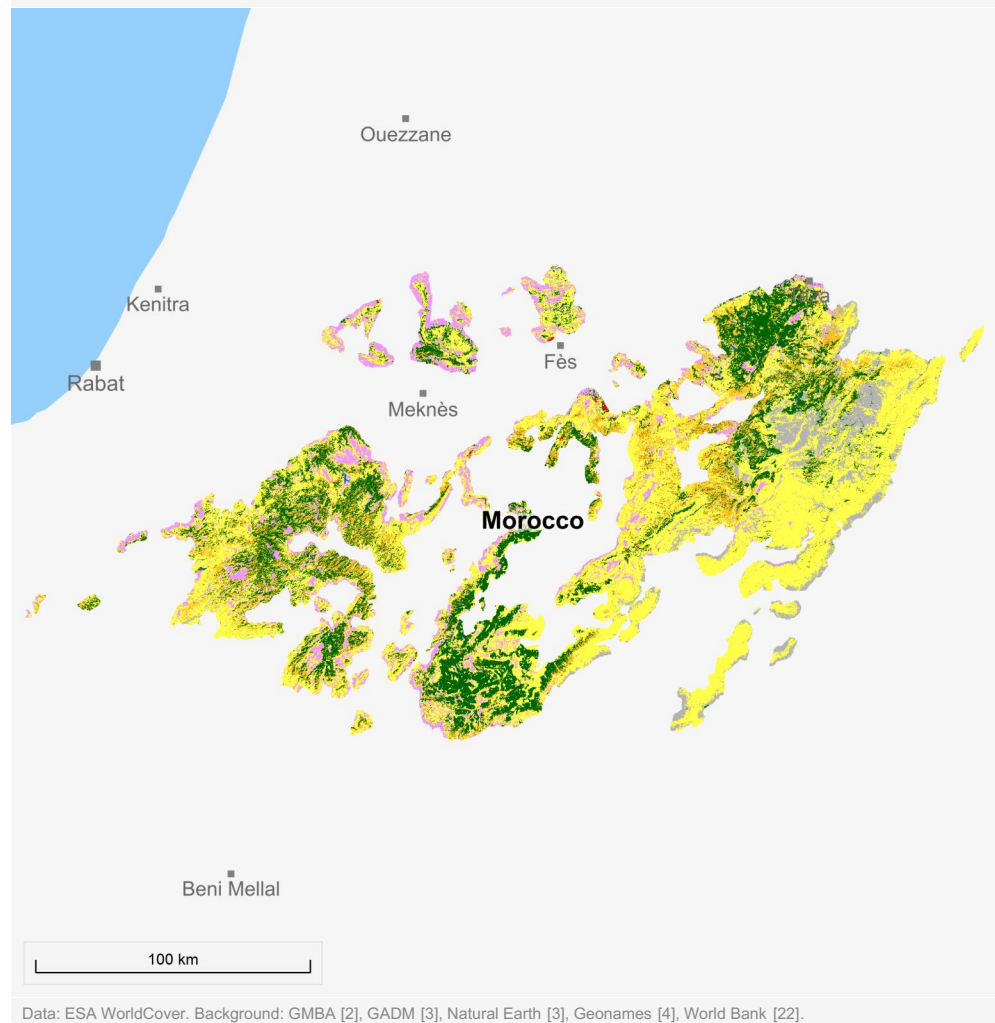 Ouezzane
Kenitra
Fès
Rabat
Meknès
Morocco
Beni Mellal
100 km
Data: ESA WorldCover. Background: GMBA [2], GADM [3], Natural Earth [3], Geonames [4], World Bank [22].